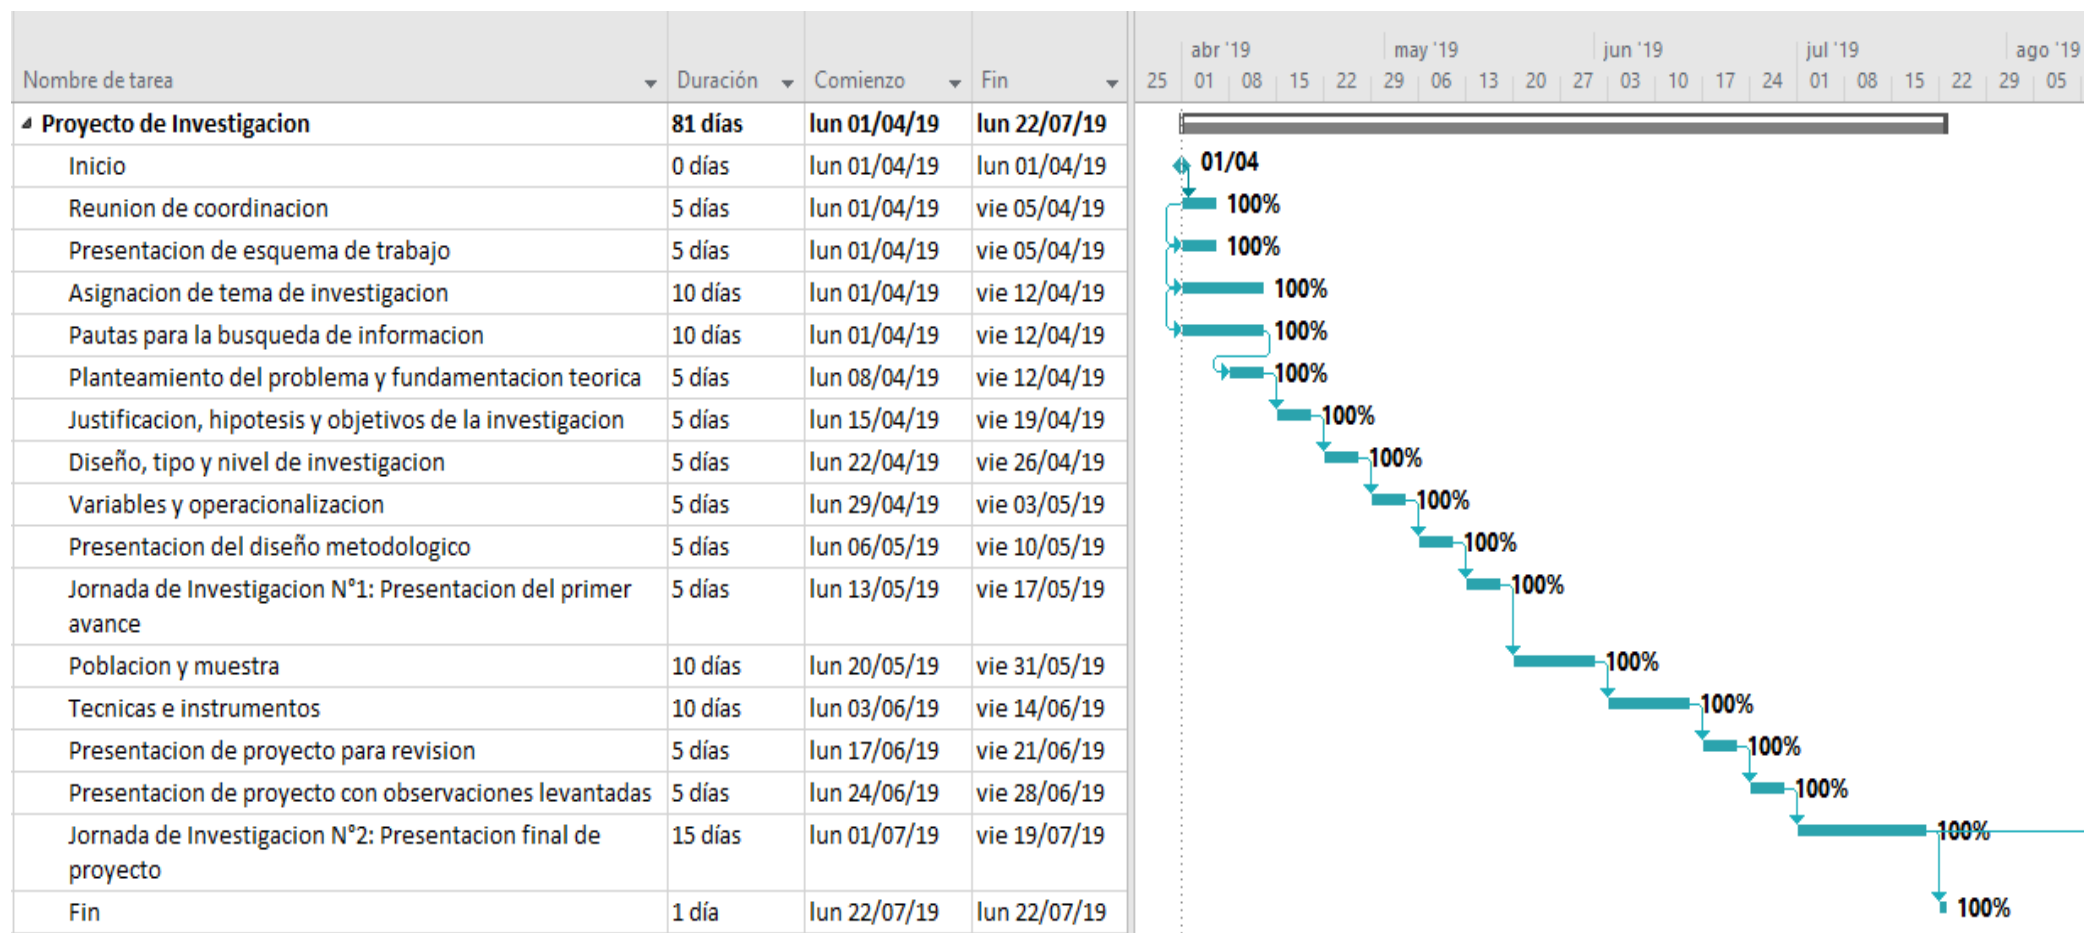 abr '19 may '19 jun '19 jul '19 ago '19
Nombre de tarea Duración Comienzo Fin 25 01 08 15 22 29 06 13 20 27 03 10 17 24 01 08 15 22 29 05
Proyecto de Investigacion 81 días lun 01/04/19 lun 22/07/19
Inicio 0 días lun 01/04/19 lun 01/04/19 01/04
Reunion de coordinacion 5 días lun 01/04/19 vie 05/04/19 100%
Presentacion de esquema de trabajo 5 días lun 01/04/19 vie 05/04/19 100%
Asignacion de tema de investigacion 10 días lun 01/04/19 vie 12/04/19 100%
Pautas para la busqueda de informacion 10 días lun 01/04/19 vie 12/04/19 100%
Planteamiento del problema y fundamentacion teorica 5 días lun 08/04/19 vie 12/04/19 100%
Justificacion, hipotesis y objetivos de la investigacion 5 días lun 15/04/19 vie 19/04/19 100%
Diseño, tipo y nivel de investigacion 5 días lun 22/04/19 vie 26/04/19 100%
Variables y operacionalizacion 5 días lun 29/04/19 vie 03/05/19 100%
Presentacion del diseño metodologico 5 días lun 06/05/19 vie 10/05/19 100%
Jornada de Investigacion N°1: Presentacion del primer 5 días lun 13/05/19 vie 17/05/19 100%
avance
Poblacion y muestra 10 días lun 20/05/19 vie 31/05/19 100%
Tecnicas e instrumentos 10 días lun 03/06/19 vie 14/06/19 100%
Presentacion de proyecto para revision 5 días lun 17/06/19 vie 21/06/19 100%
Presentacion de proyecto con observaciones levantadas 5 días lun 24/06/19 vie 28/06/19 100%
Jornada de Investigacion N°2: Presentacion final de 15 días lun 01/07/19 vie 19/07/19 100%
proyecto
Fin 1 día lun 22/07/19 lun 22/07/19 100%